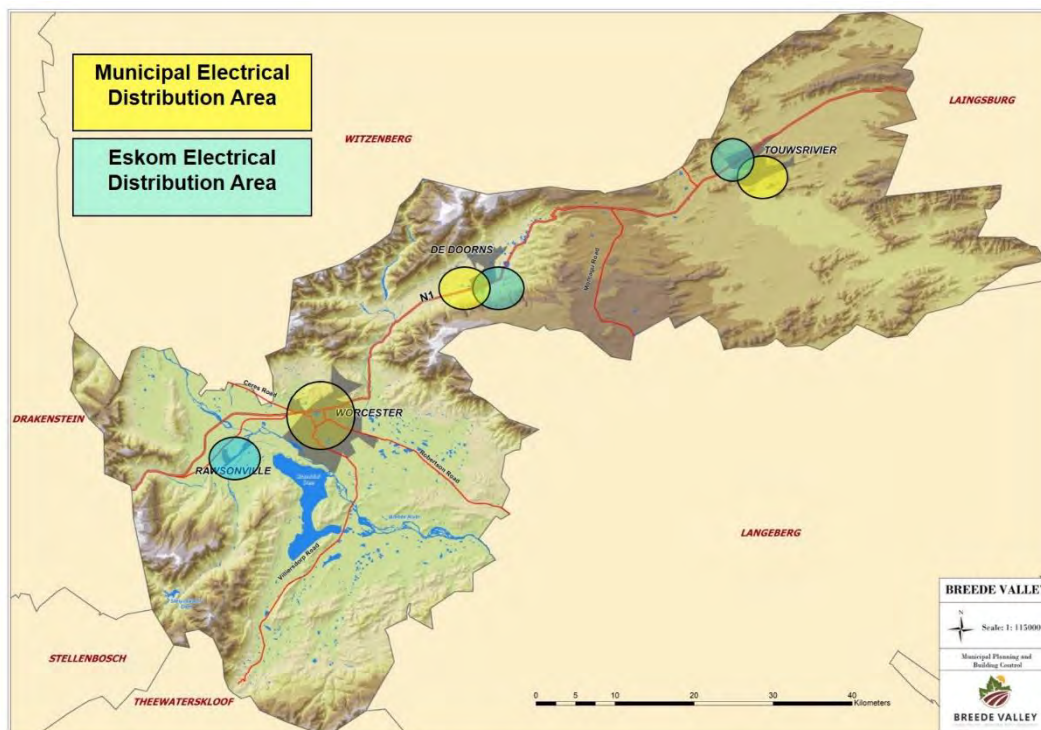 Municipal Electrical
Distribution Area
Eskom Electrical
Distribution Area
WITZENBERG
LAINGSBURG
TOUWSRIVIER
DE DOORNS
N1
Ceres Road
WORCESTER
DRAKENSTEIN
RAWSONVILLE
Robertson Road
Villiersdorp Road
LANGEBERG
STELLENBOSCH
THEEWATERSKLOOF
0 5 10 20 30 40
Kilometers
BREEDE VALLEY
N
Municipal Planning and
Building Control
BREEDE VALLEY